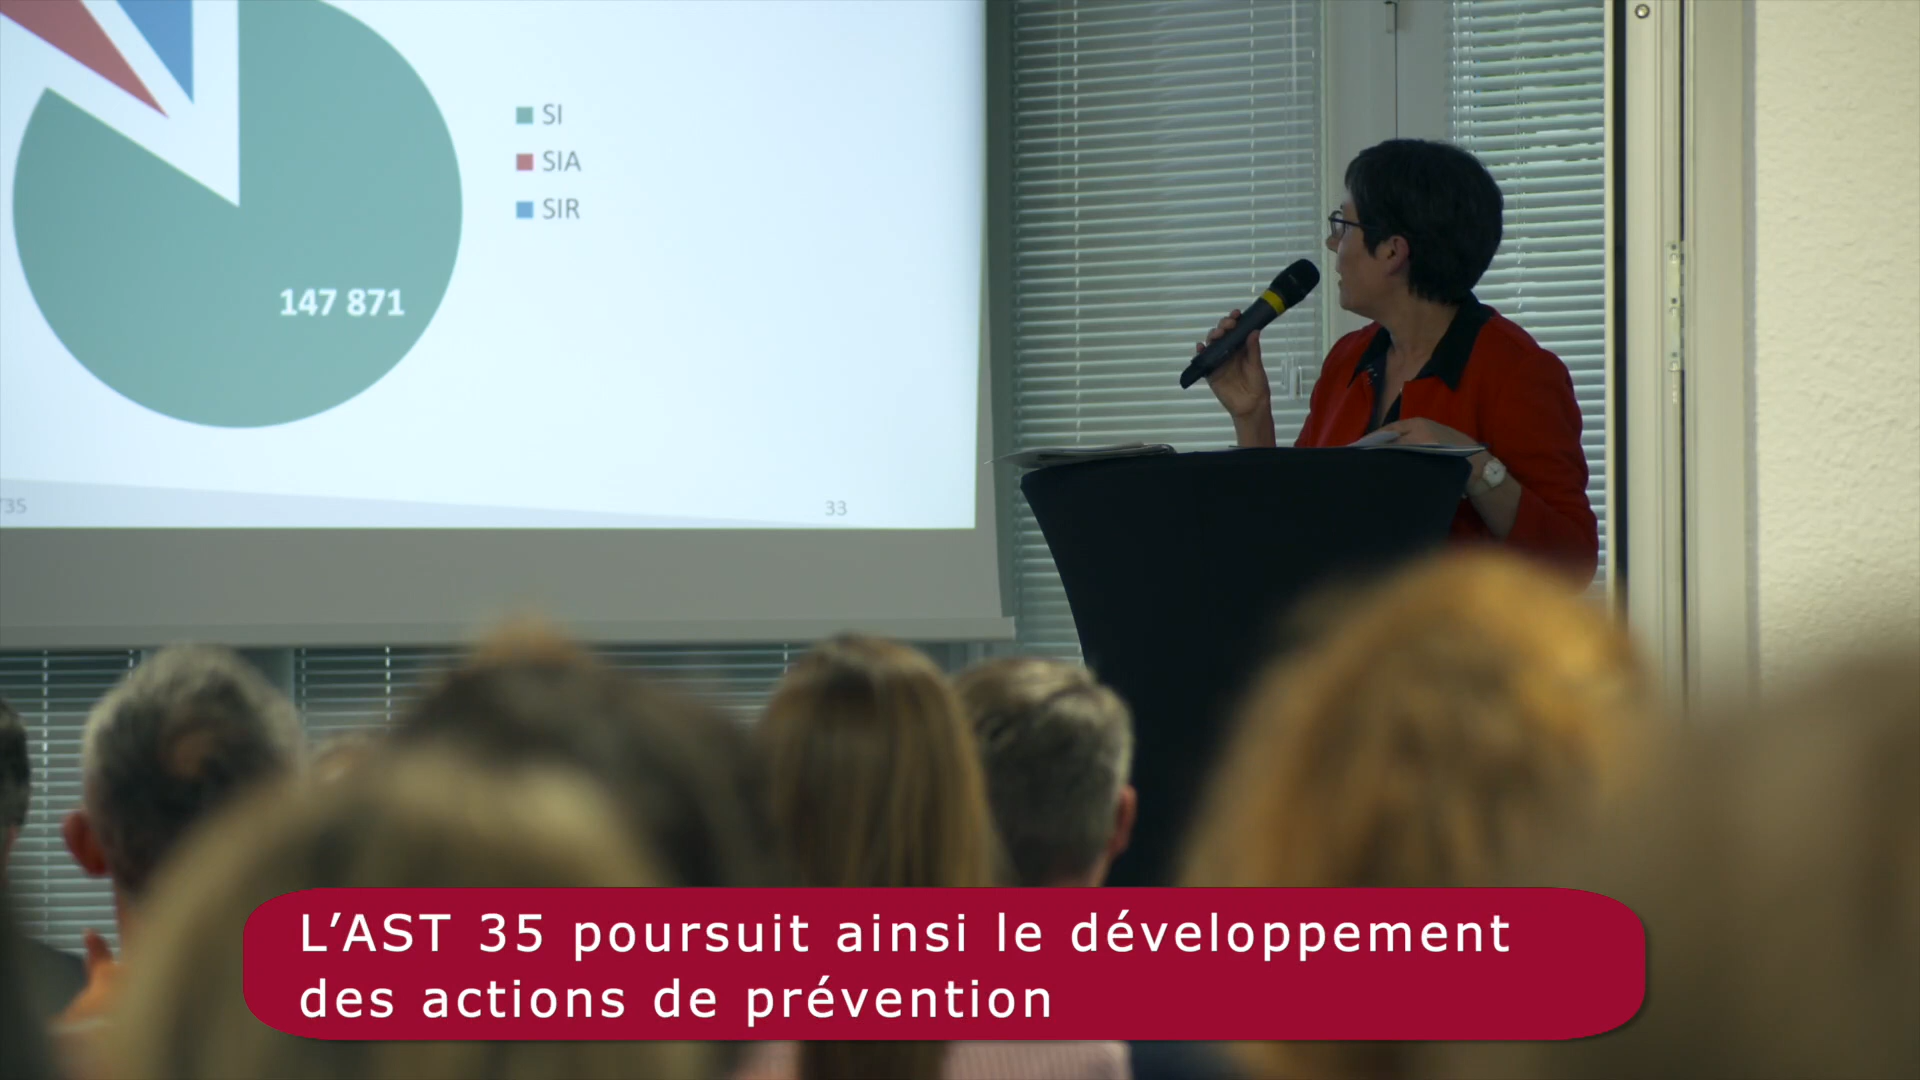 SI
SIA
SIR
147 871
33
L’AST 35 poursuit ainsi le développement
des actions de prévention